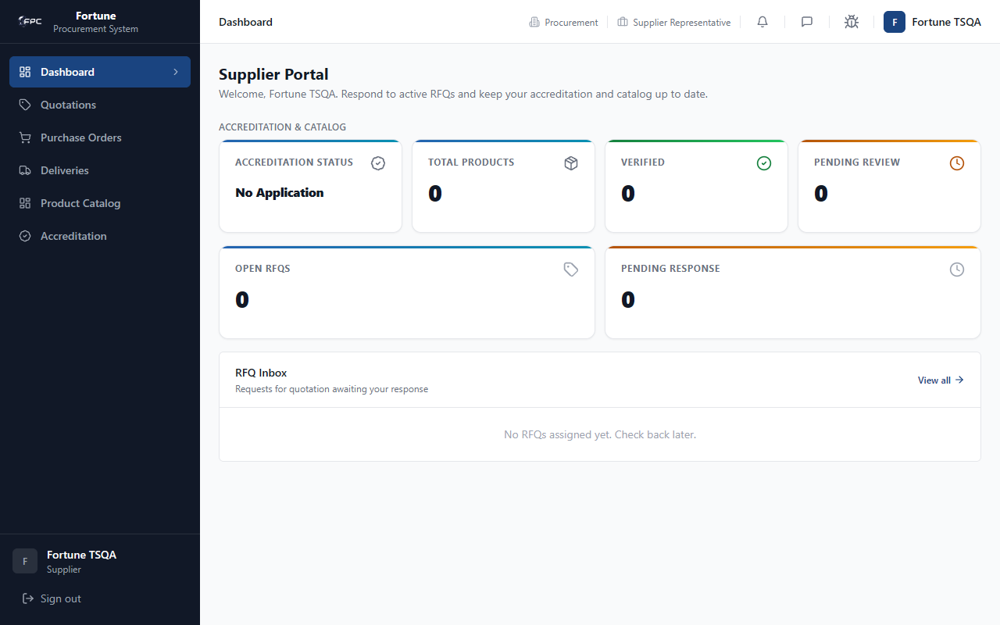 FPC
Fortune
Procurement System
Dashboard
Quotations
Purchase Orders
Deliveries
Product Catalog
Accreditation
F
Fortune TSQA
Supplier
Sign out
Dashboard
Procurement
Supplier Representative
F
Fortune TSQA
Supplier Portal
Welcome, Fortune TSQA. Respond to active RFQs and keep your accreditation and catalog up to date.
ACCREDITATION & CATALOG
ACCREDITATION STATUS
No Application
TOTAL PRODUCTS
0
VERIFIED
0
PENDING REVIEW
0
OPEN RFQS
0
PENDING RESPONSE
0
RFQ Inbox
Requests for quotation awaiting your response
View all
No RFQs assigned yet. Check back later.